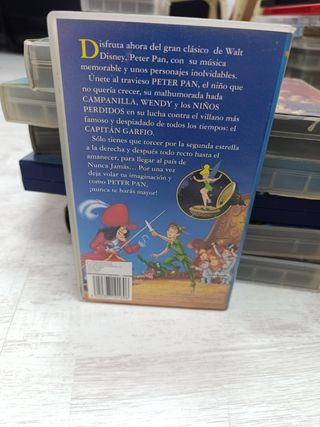 Disfruta ahora del gran clásico de Walt
Disney, Peter Pan, con su música
memorable y unos personajes inolvidables.
Únete al travieso PETER PAN, el niño que
no quería crecer, su malhumorada hada
CAMPANILLA, WENDY y los NIÑOS
PERDIDOS en su lucha contra el villano más
famoso y despiadado de todos los tiempos: el
CAPITÁN GARFIO.
Sólo tienes que torcer por la segunda estrella
a la derecha y después todo recto hasta el
amanecer, para llegar al país de
Nunca Jamás... Por una vez
deja volar tu imaginación y
como PETER PAN,
¡nunca te harás mayor!